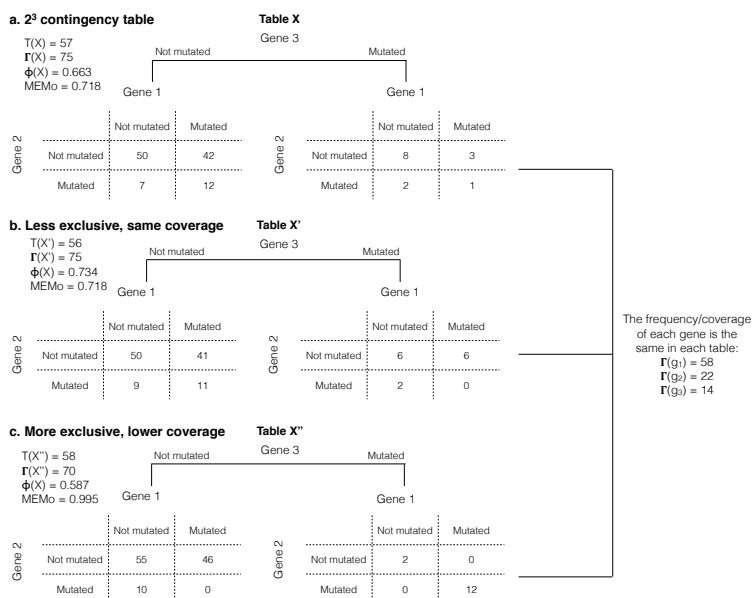 a. 2³ contingency table
Table X
T(X) = 57
Γ(X) = 75
ϕ(X) = 0.663
MEMo = 0.718
Gene 3
Not mutated Mutated
Gene 1 Gene 1
Gene 2
Not mutated Mutated
Not mutated 50 42
Mutated 7 12
Gene 2
Not mutated Mutated
Not mutated 8 3
Mutated 2 1
b. Less exclusive, same coverage
Table X'
T(X') = 56
Γ(X') = 75
ϕ(X) = 0.734
MEMo = 0.718
Gene 3
Not mutated Mutated
Gene 1 Gene 1
Gene 2
Not mutated Mutated
Not mutated 50 41
Mutated 9 11
Gene 2
Not mutated Mutated
Not mutated 6 6
Mutated 2 0
The frequency/coverage
of each gene is the
same in each table:
Γ(g₁) = 58
Γ(g₂) = 22
Γ(g₃) = 14
c. More exclusive, lower coverage
Table X"
T(X") = 58
Γ(X") = 70
ϕ(X) = 0.587
MEMo = 0.995
Gene 3
Not mutated Mutated
Gene 1 Gene 1
Gene 2
Not mutated Mutated
Not mutated 55 46
Mutated 10 0
Gene 2
Not mutated Mutated
Not mutated 2 0
Mutated 0 12